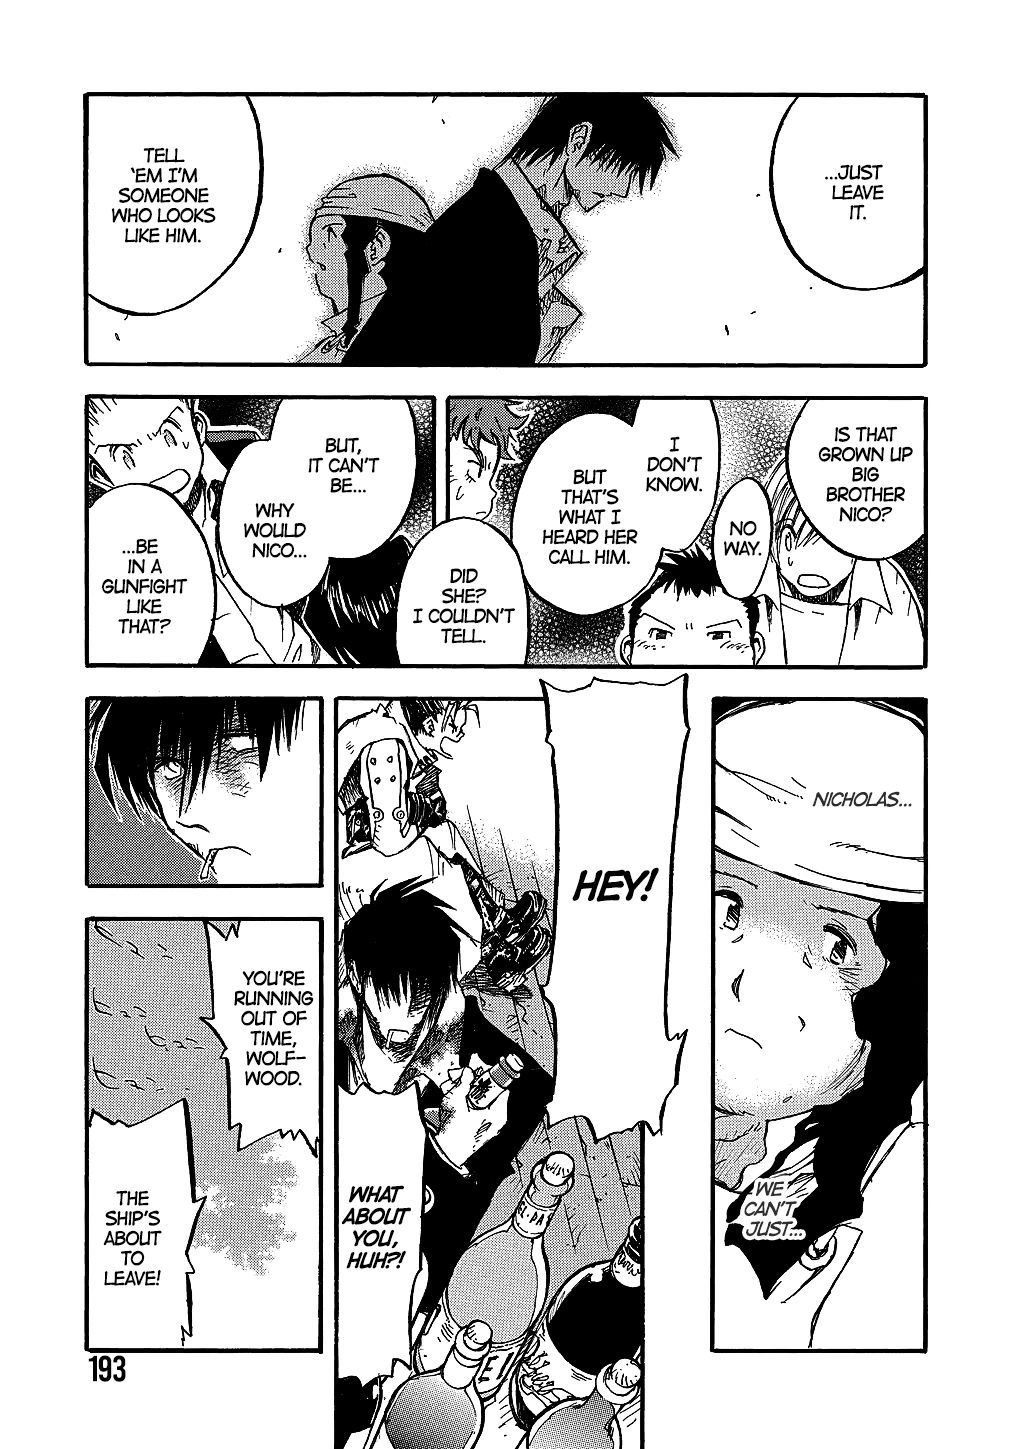 ...JUST
LEAVE
IT.
TELL
'EM I'M
SOMEONE
WHO LOOKS
LIKE HIM.
IS THAT
GROWN UP
BIG
BROTHER
NICO?
NO
WAY.
I
DON'T
KNOW.
BUT
THAT'S
WHAT I
HEARD HER
CALL HIM.
DID
SHE?
I COULDN'T
TELL.
BUT,
IT CAN'T
BE...
WHY
WOULD
NICO...
...BE
IN A
GUNFIGHT
LIKE
THAT?
NICHOLAS...
WE
CAN'T
JUST...
HEY!
WHAT
ABOUT
YOU,
HUH?!
YOU'RE
RUNNING
OUT OF
TIME,
WOLF-
WOOD.
THE
SHIP'S
ABOUT
TO
LEAVE!
193